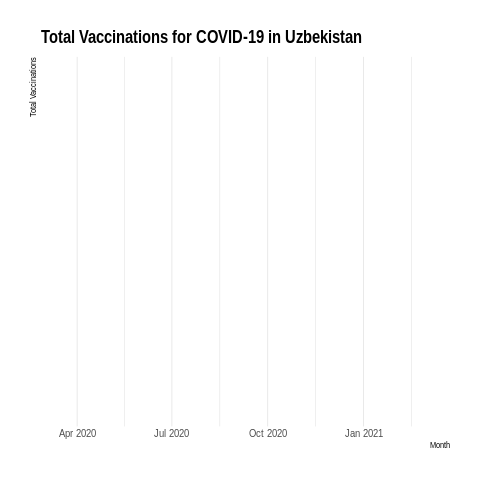 Total Vaccinations for COVID-19 in Uzbekistan
Total Vaccinations
Apr 2020 Jul 2020 Oct 2020 Jan 2021
Month